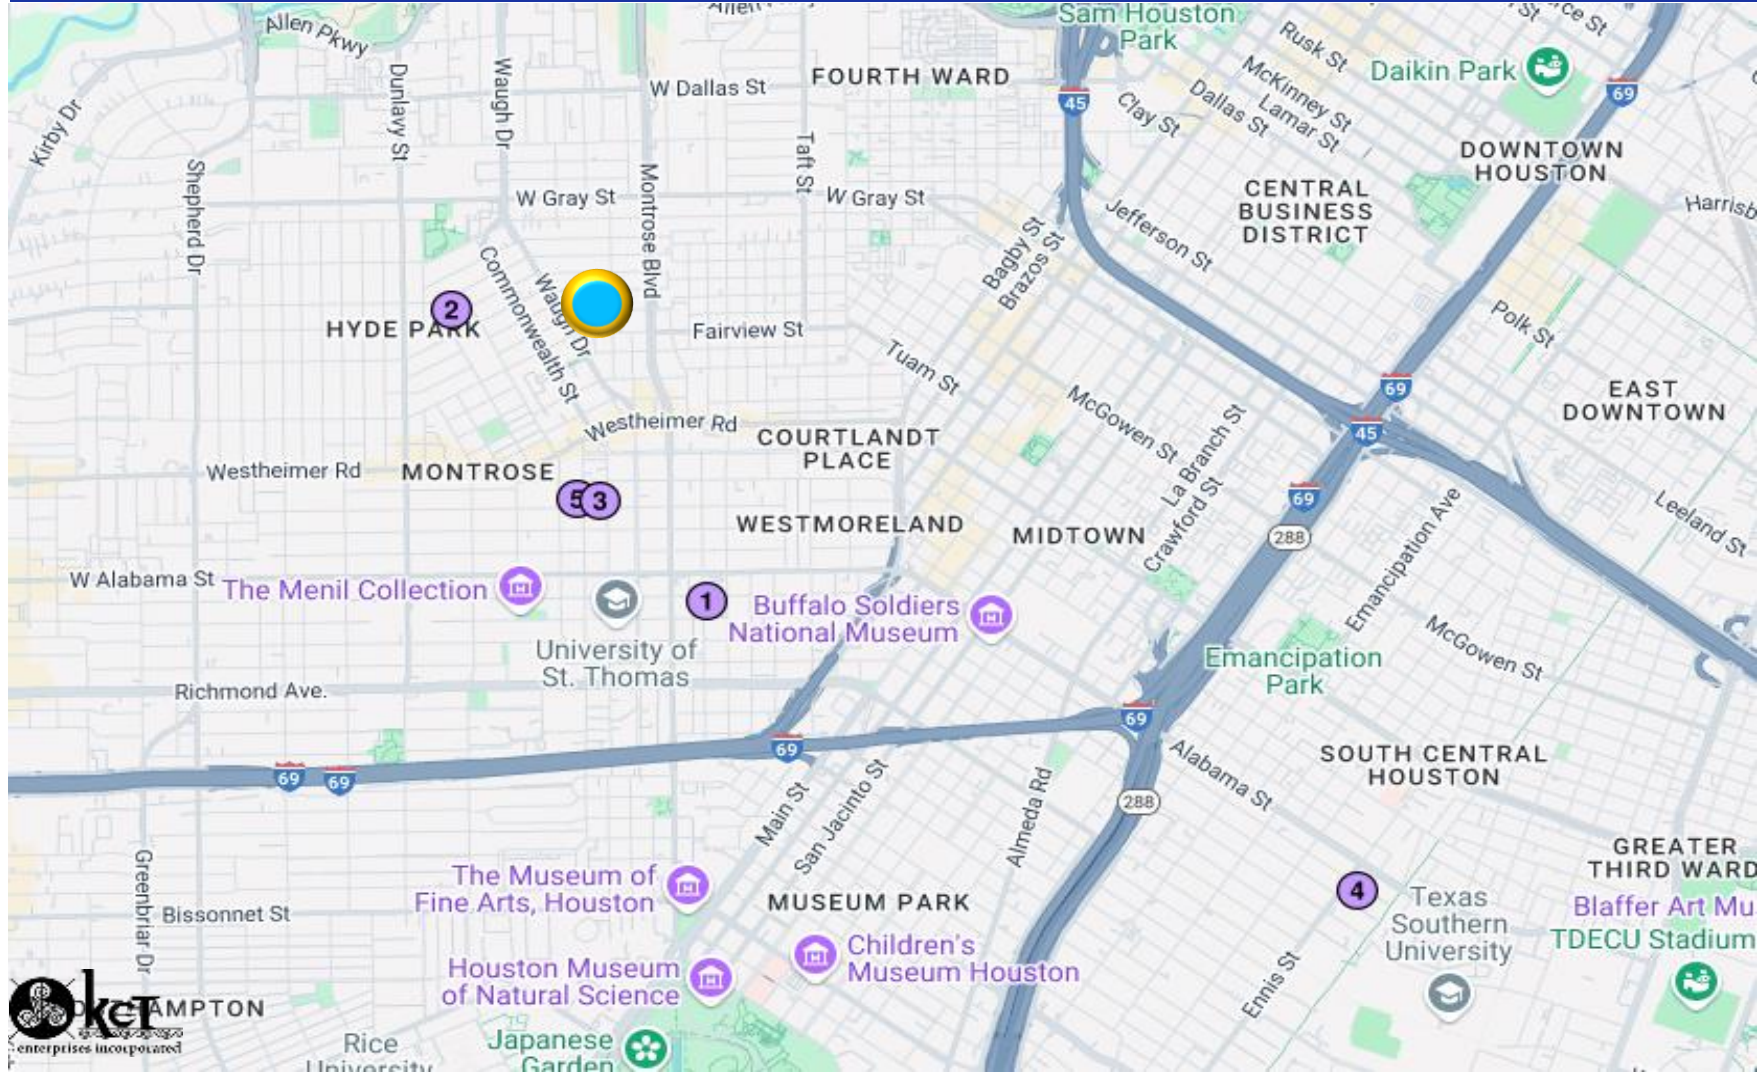 Allen Pkwy
Sam Houston
Park
Rusk St
Daikin Park
69
Allen Pkwy
Dunlavy St
Waugh Dr
W Dallas St
FOURTH WARD
45
McKinney St
Lamar St
Dallas St
Clay St
DOWNTOWN
HOUSTON
Kirby Dr
Shepherd Dr
Taft St
Montrose Blvd
W Gray St
W Gray St
CENTRAL
BUSINESS
DISTRICT
Jefferson St
Bagby St
Brazos St
Commonwealth St
Waugh Dr
2
HYDE PARK
Fairview St
Tuam St
Polk St
69
45
EAST
DOWNTOWN
McGowen St
La Branch St
Crawford St
Westheimer Rd
COURTLANDT
PLACE
Westheimer Rd
MONTROSE
5
3
WESTMORELAND
MIDTOWN
69
288
Emancipation Ave
Leeland St
W Alabama St
The Menil Collection
1
Buffalo Soldiers
National Museum
University of
St. Thomas
Emancipation
Park
McGowen St
Richmond Ave.
69
69
69
69
Alabama St
SOUTH CENTRAL
HOUSTON
288
Main St
San Jacinto St
Almeda Rd
Greenbriar Dr
Bissonnet St
The Museum of
Fine Arts, Houston
MUSEUM PARK
4
Texas
Southern
University
GREATER
THIRD WARD
Blaffer Art Mu
TDECU Stadium
Children's
Museum Houston
Houston Museum
of Natural Science
Ennis St
HAMPTON
kct
enterprises incorporated
Rice
University
Japanese
Garden